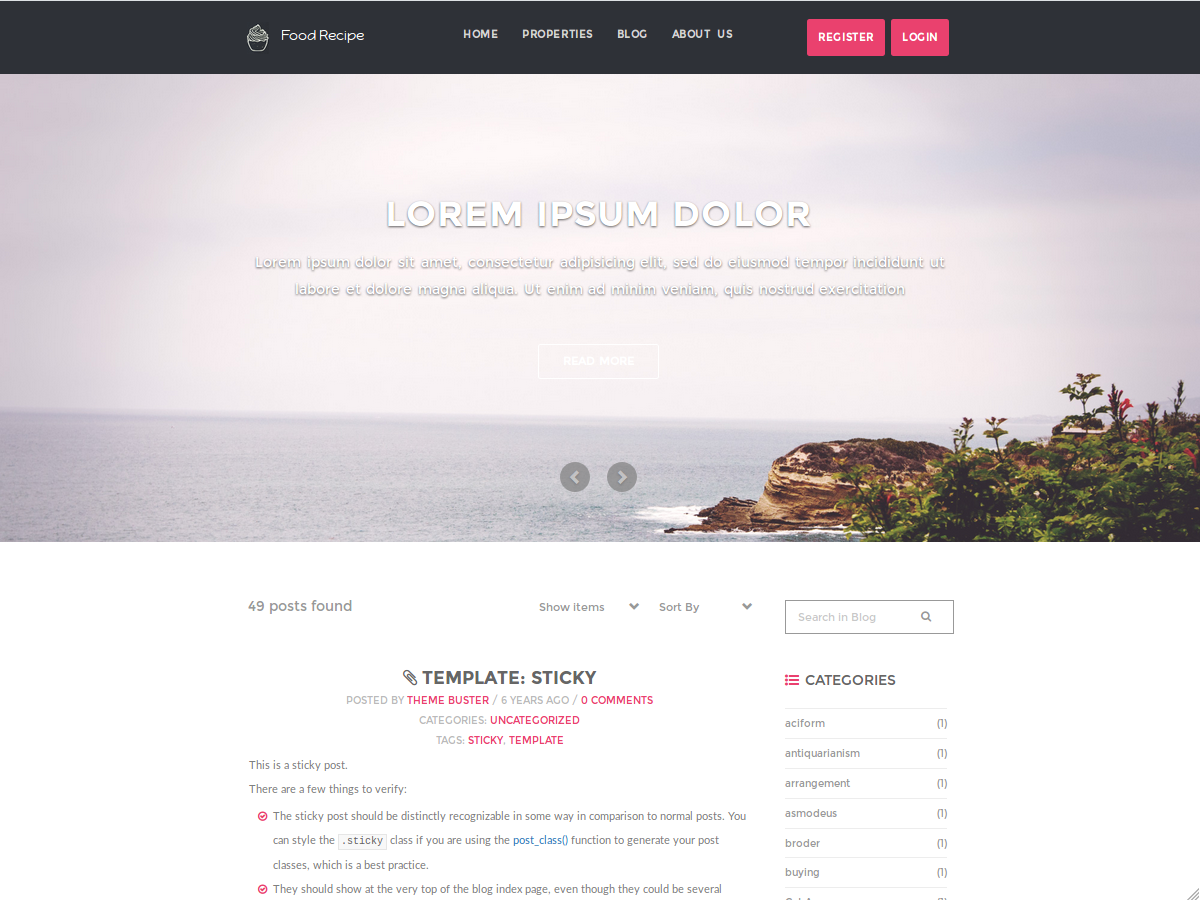 Food Recipe
HOME PROPERTIES BLOG ABOUT US
REGISTER LOGIN
LOREM IPSUM DOLOR
Lorem ipsum dolor sit amet, consectetur adipisicing elit, sed do eiusmod tempor incididunt ut
labore et dolore magna aliqua. Ut enim ad minim veniam, quis nostrud exercitation
READ MORE
49 posts found
Show items
Sort By
Search in Blog
TEMPLATE: STICKY
POSTED BY THEME BUSTER / 6 YEARS AGO / 0 COMMENTS
CATEGORIES: UNCATEGORIZED
TAGS: STICKY, TEMPLATE
This is a sticky post.
There are a few things to verify:
The sticky post should be distinctly recognizable in some way in comparison to normal posts. You
can style the .sticky class if you are using the post_class() function to generate your post
classes, which is a best practice.
They should show at the very top of the blog index page, even though they could be several
CATEGORIES
aciform (1)
antiquarianism (1)
arrangement (1)
asmodeus (1)
broder (1)
buying (1)